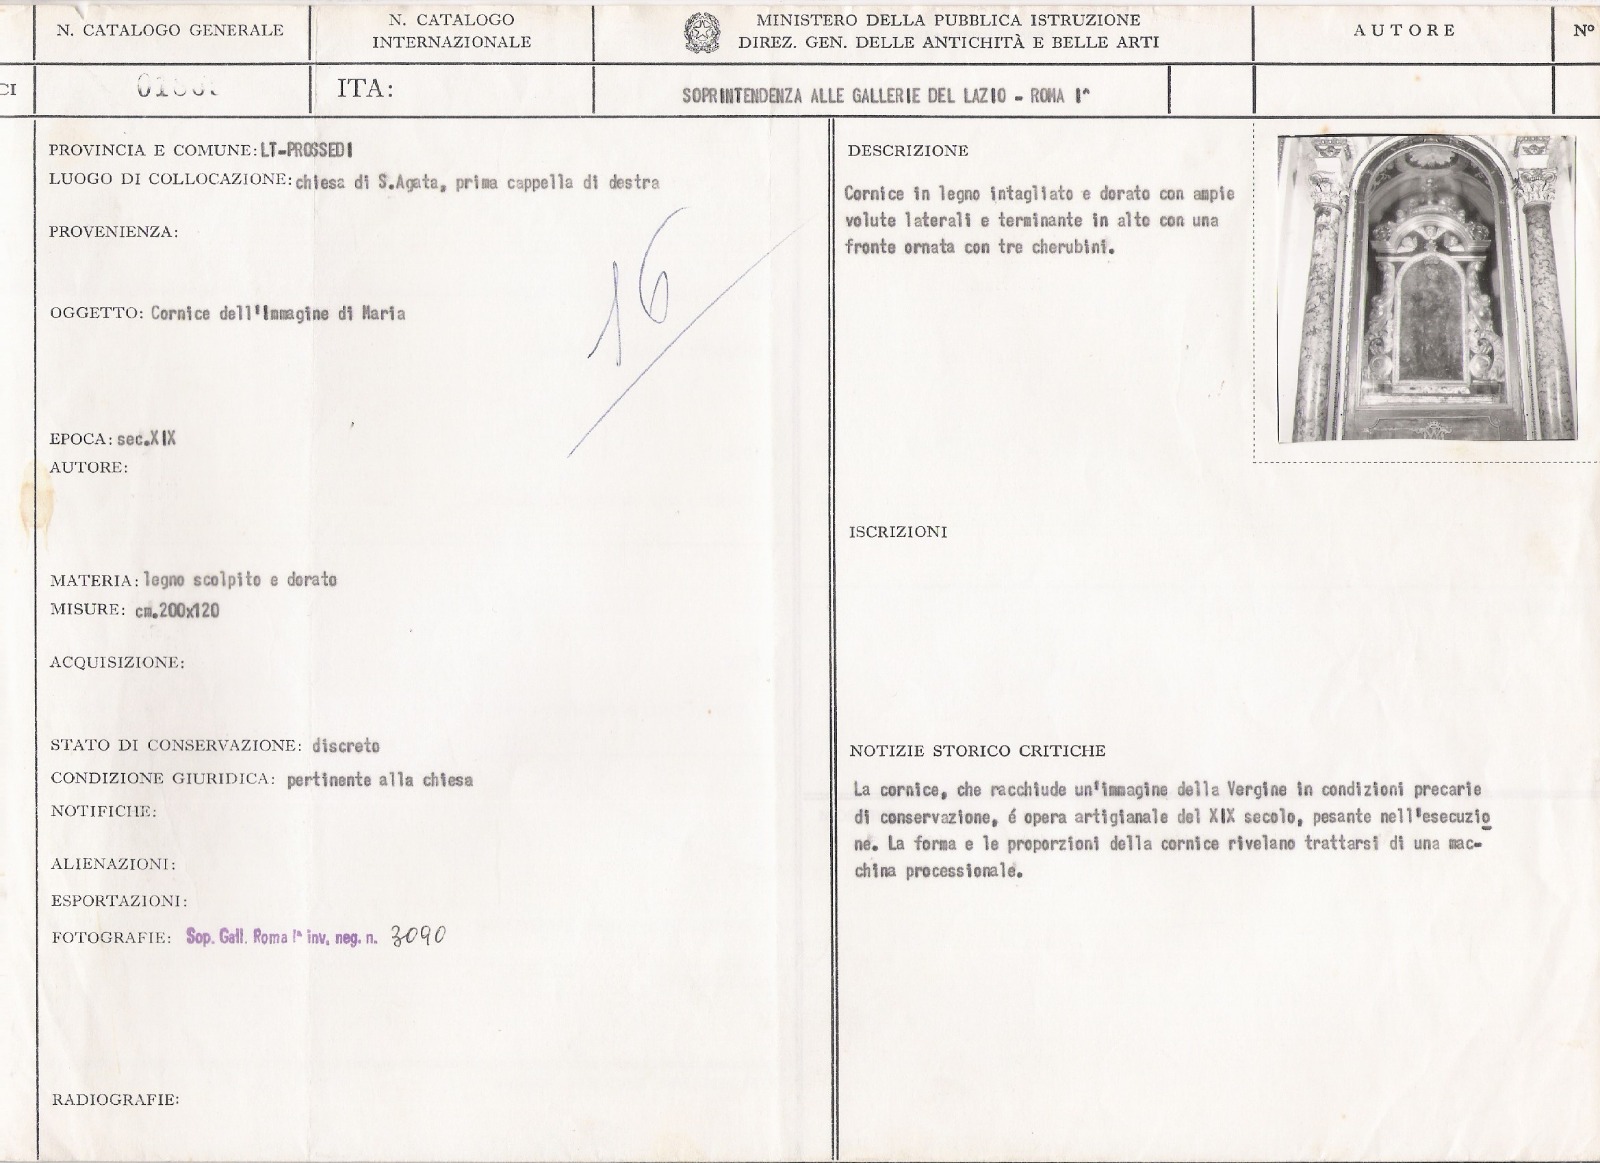 N. CATALOGO GENERALE
N. CATALOGO
INTERNAZIONALE
MINISTERO DELLA PUBBLICA ISTRUZIONE
DIREZ. GEN. DELLE ANTICHITÀ E BELLE ARTI
AUTORE
Nº
CI
ITA:
SOPRINTENDENZA ALLE GALLERIE DEL LAZIO - ROMA Iª
PROVINCIA E COMUNE: LT-PROSSEDI
LUOGO DI COLLOCAZIONE: chiesa di S.Agata, prima cappella di destra
PROVENIENZA:
16
OGGETTO: Cornice dell'Immagine di Maria
EPOCA: sec.XIX
AUTORE:
MATERIA: legno scolpito e dorato
MISURE: cm.200x120
ACQUISIZIONE:
STATO DI CONSERVAZIONE: discreto
CONDIZIONE GIURIDICA: pertinente alla chiesa
NOTIFICHE:
ALIENAZIONI:
ESPORTAZIONI:
FOTOGRAFIE: Sop. Gall. Roma Iª inv. neg. n. 3090
RADIOGRAFIE:
DESCRIZIONE
Cornice in legno intagliato e dorato con ampie
volute laterali e terminante in alto con una
fronte ornata con tre cherubini.
ISCRIZIONI
NOTIZIE STORICO CRITICHE
La cornice, che racchiude un'immagine della Vergine in condizioni precarie
di conservazione, é opera artigianale del XIX secolo, pesante nell'esecuzio
ne. La forma e le proporzioni della cornice rivelano trattarsi di una mac-
china processionale.